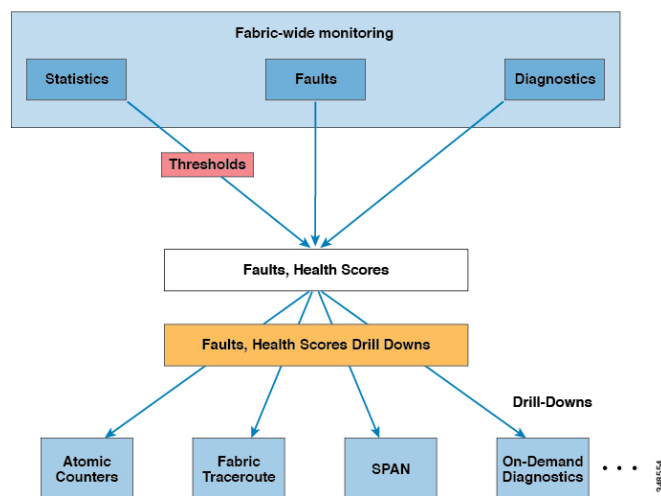 Fabric-wide monitoring
Statistics
Faults
Diagnostics
Thresholds
Faults, Health Scores
Faults, Health Scores Drill Downs
Drill-Downs
Atomic
Counters
Fabric
Traceroute
SPAN
On-Demand
Diagnostics
348554